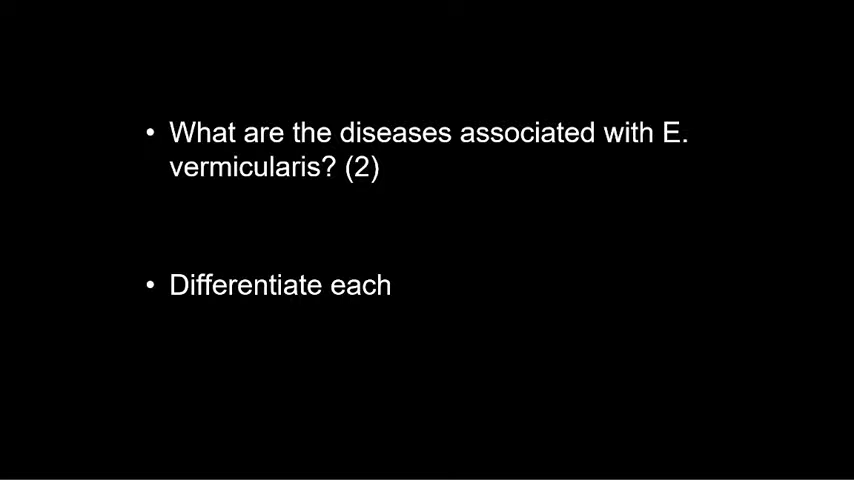 • What are the diseases associated with E.
vermicularis? (2)
• Differentiate each